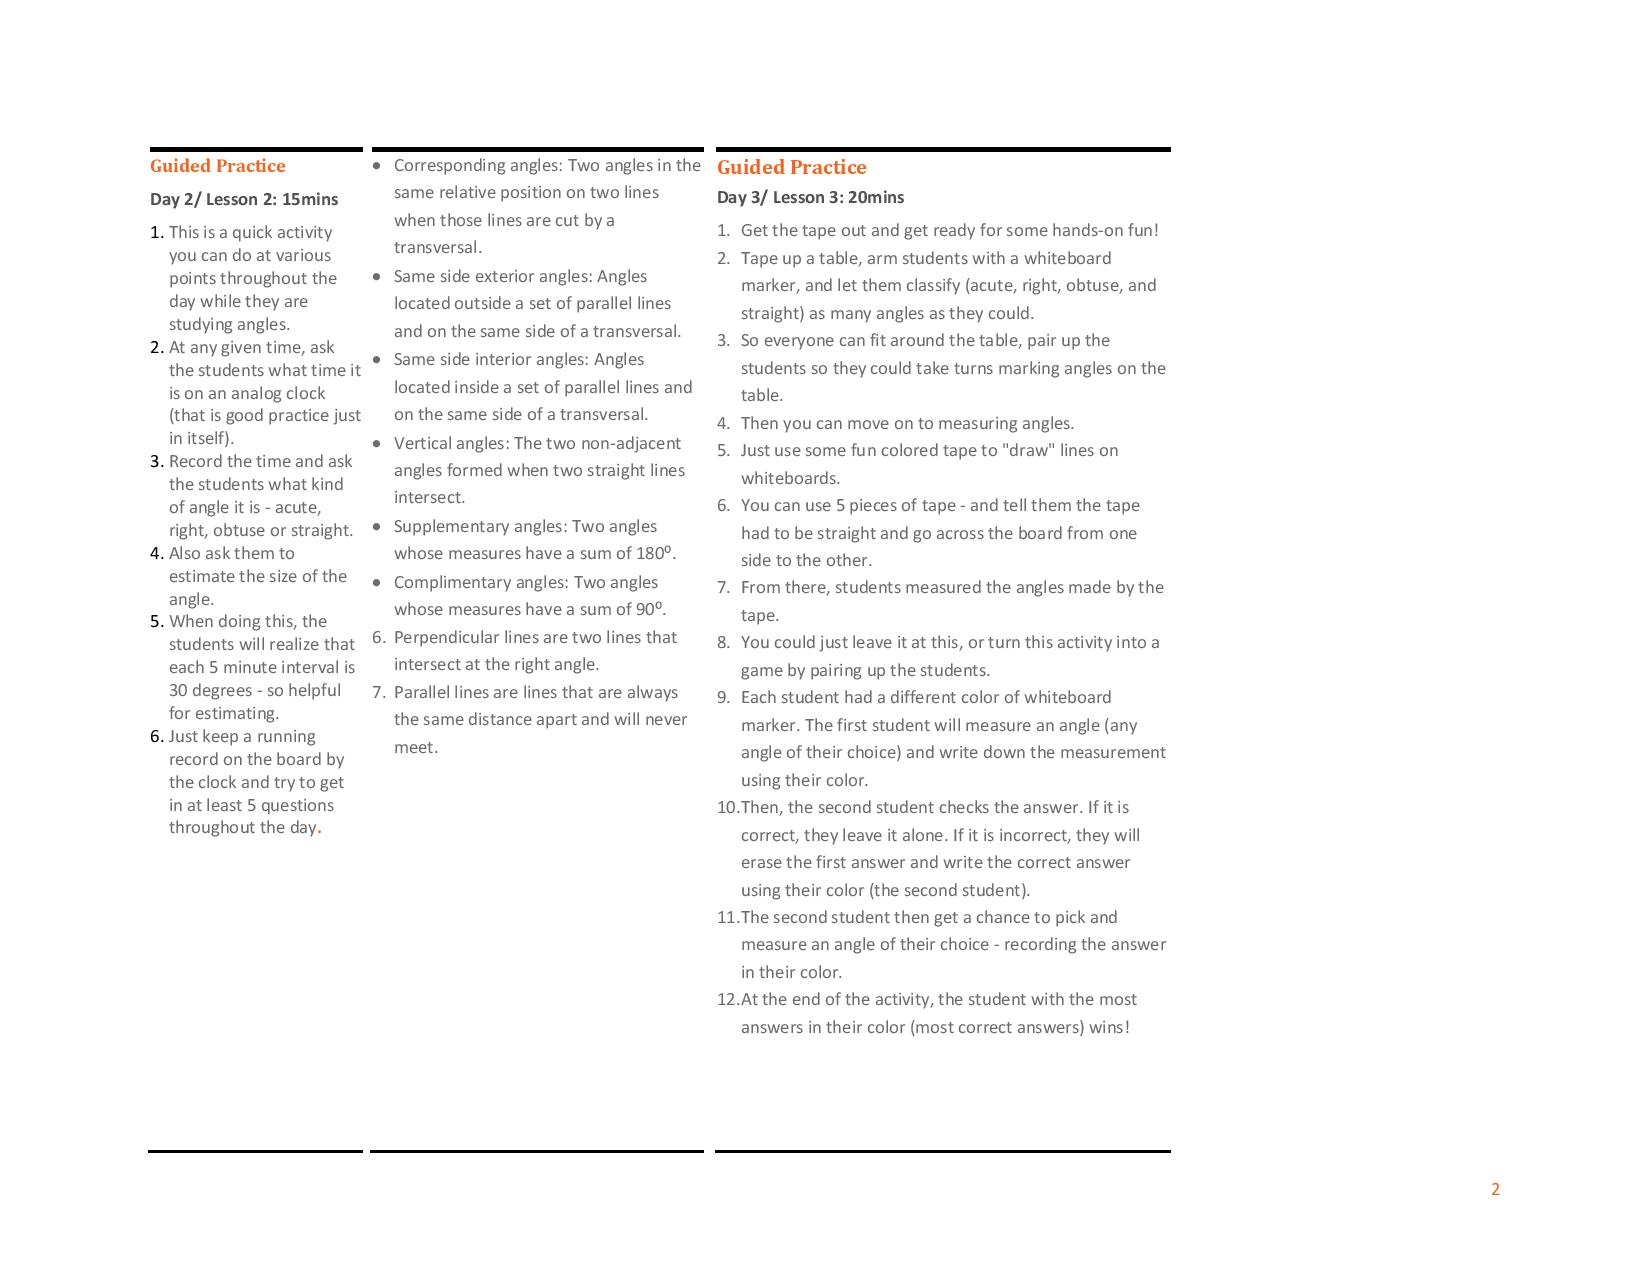 Guided Practice
Day 2/ Lesson 2: 15mins
1. This is a quick activity
you can do at various
points throughout the
day while they are
studying angles.
2. At any given time, ask
the students what time it
is on an analog clock
(that is good practice just
in itself).
3. Record the time and ask
the students what kind
of angle it is - acute,
right, obtuse or straight.
4. Also ask them to
estimate the size of the
angle.
5. When doing this, the
students will realize that
each 5 minute interval is
30 degrees - so helpful
for estimating.
6. Just keep a running
record on the board by
the clock and try to get
in at least 5 questions
throughout the day.
• Corresponding angles: Two angles in the
same relative position on two lines
when those lines are cut by a
transversal.
• Same side exterior angles: Angles
located outside a set of parallel lines
and on the same side of a transversal.
• Same side interior angles: Angles
located inside a set of parallel lines and
on the same side of a transversal.
• Vertical angles: The two non-adjacent
angles formed when two straight lines
intersect.
• Supplementary angles: Two angles
whose measures have a sum of 180º.
• Complimentary angles: Two angles
whose measures have a sum of 90º.
6. Perpendicular lines are two lines that
intersect at the right angle.
7. Parallel lines are lines that are always
the same distance apart and will never
meet.
Guided Practice
Day 3/ Lesson 3: 20mins
1. Get the tape out and get ready for some hands-on fun!
2. Tape up a table, arm students with a whiteboard
marker, and let them classify (acute, right, obtuse, and
straight) as many angles as they could.
3. So everyone can fit around the table, pair up the
students so they could take turns marking angles on the
table.
4. Then you can move on to measuring angles.
5. Just use some fun colored tape to "draw" lines on
whiteboards.
6. You can use 5 pieces of tape - and tell them the tape
had to be straight and go across the board from one
side to the other.
7. From there, students measured the angles made by the
tape.
8. You could just leave it at this, or turn this activity into a
game by pairing up the students.
9. Each student had a different color of whiteboard
marker. The first student will measure an angle (any
angle of their choice) and write down the measurement
using their color.
10.Then, the second student checks the answer. If it is
correct, they leave it alone. If it is incorrect, they will
erase the first answer and write the correct answer
using their color (the second student).
11.The second student then get a chance to pick and
measure an angle of their choice - recording the answer
in their color.
12.At the end of the activity, the student with the most
answers in their color (most correct answers) wins!
2